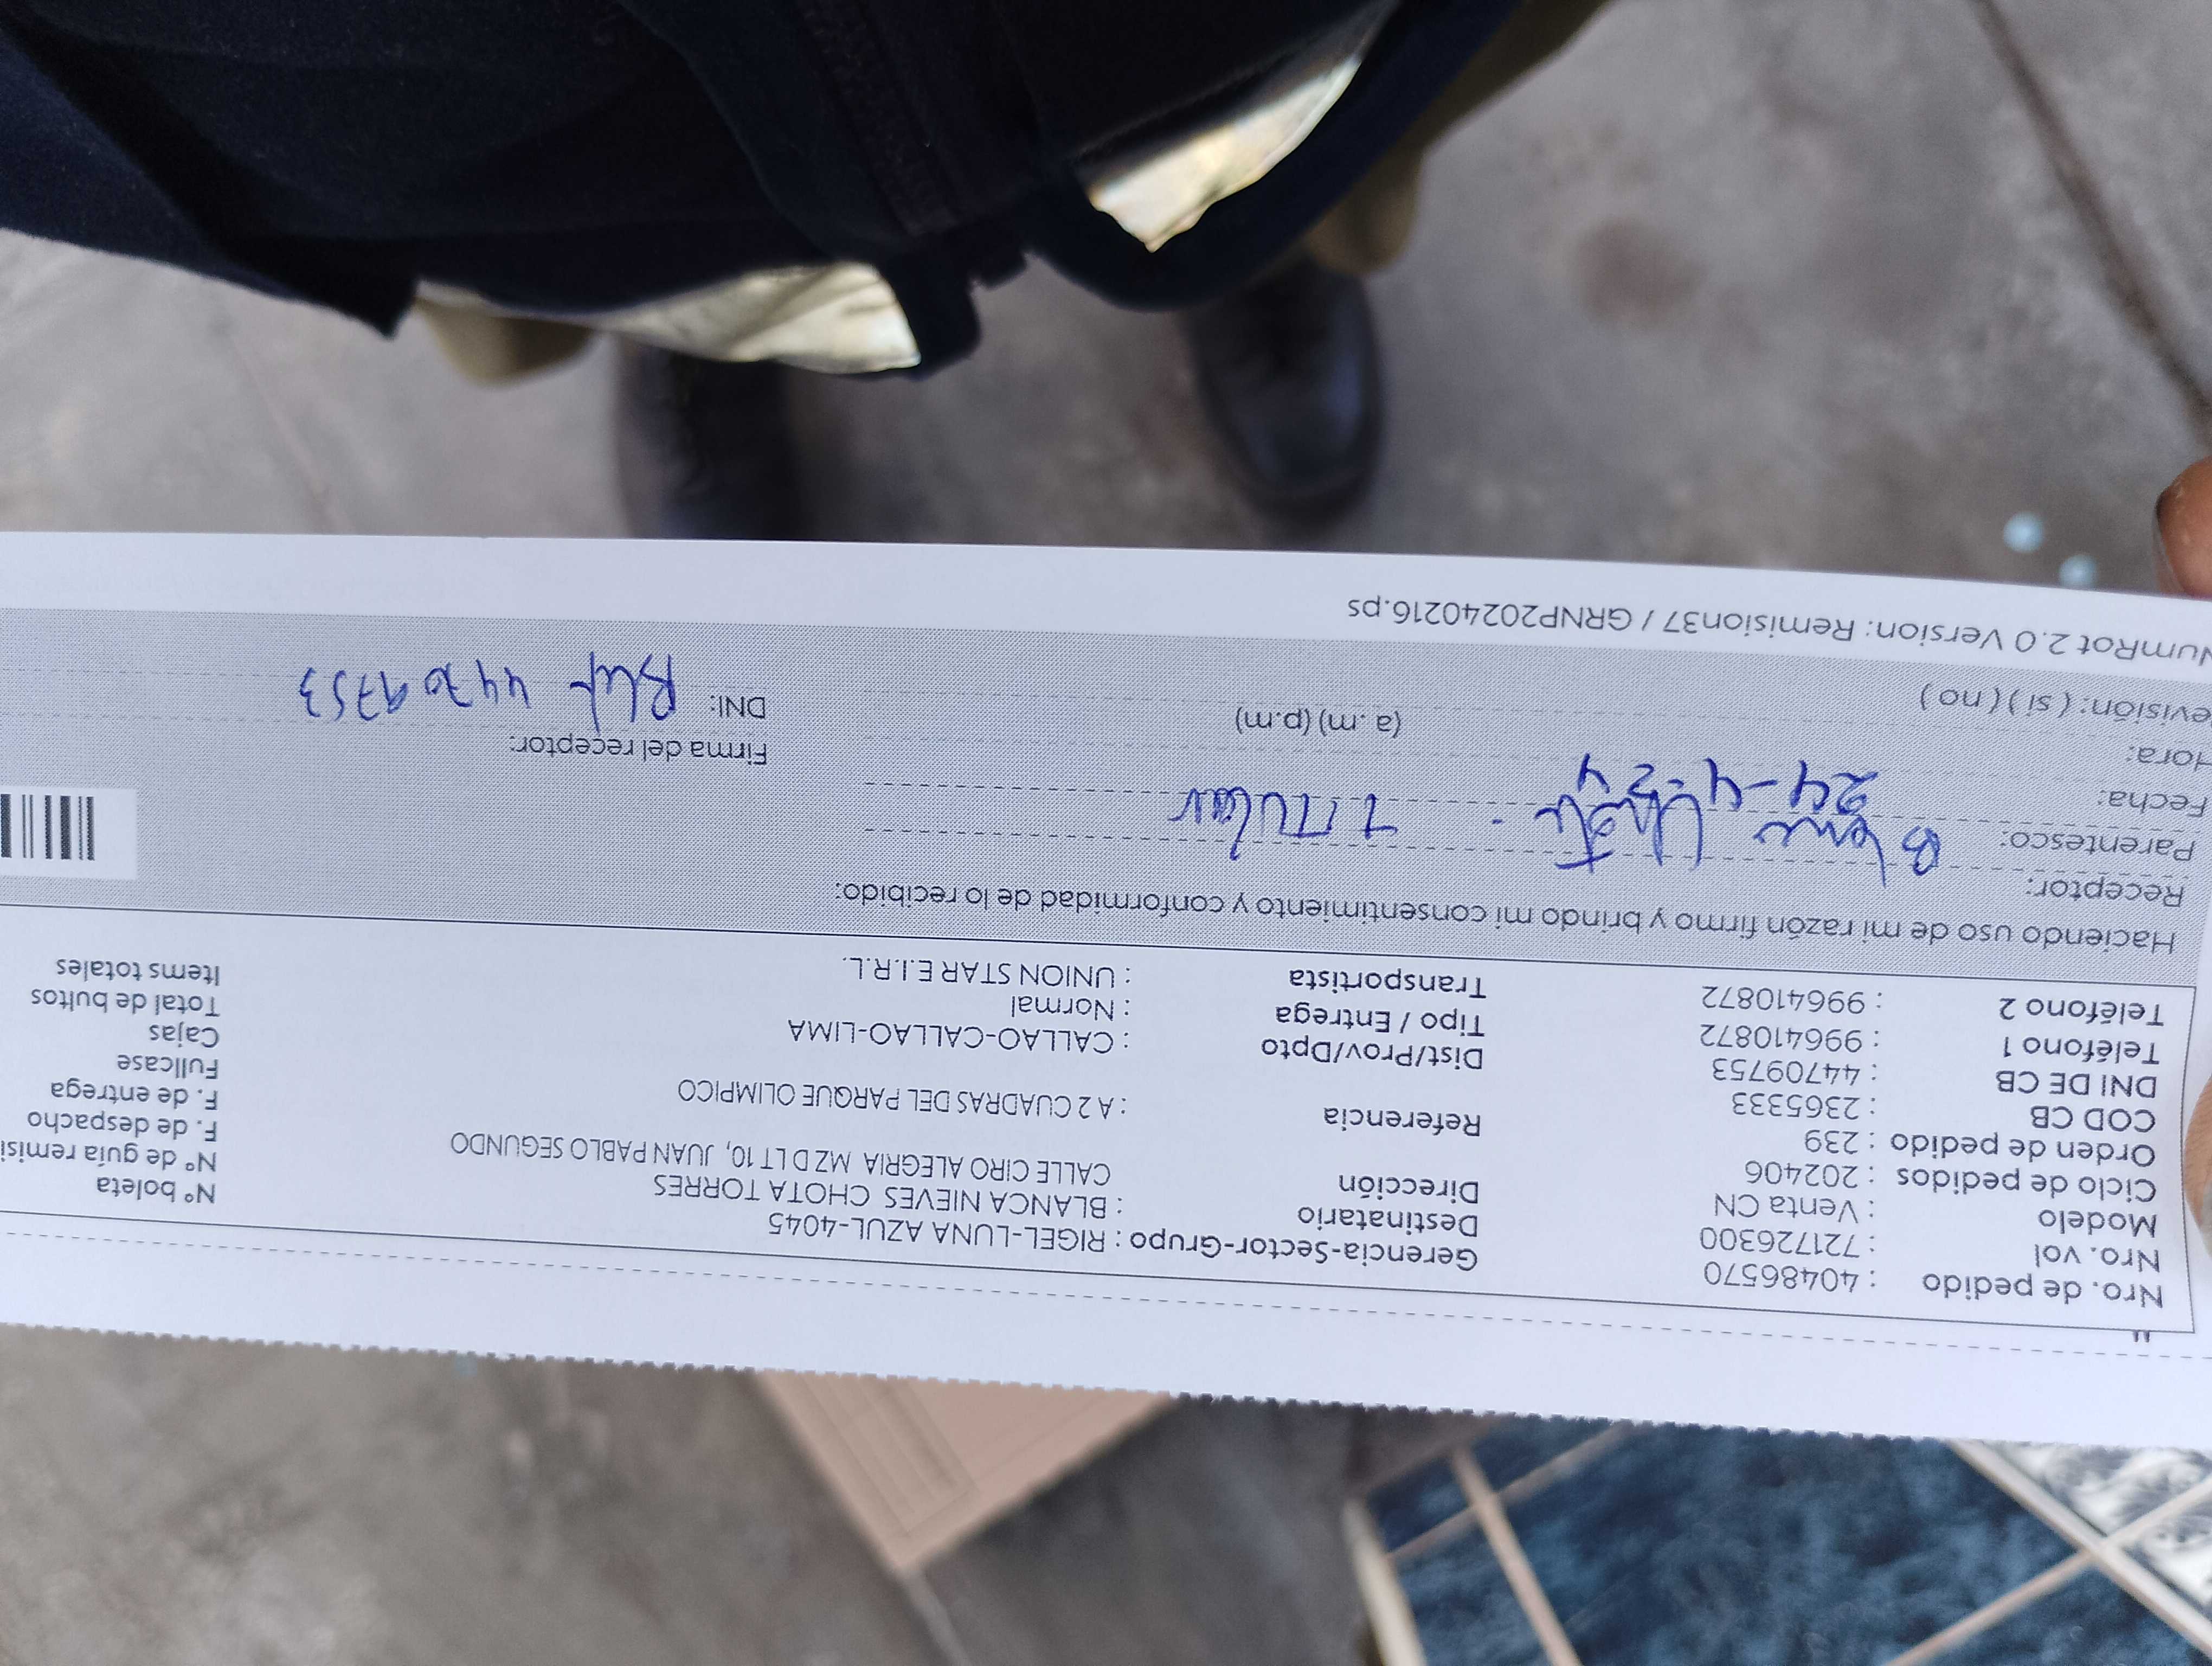 Nro. de pedido : 40486570
Nro. vol : 721726300
Modelo : Venta CN
Ciclo de pedidos : 202406
Orden de pedido : 239
COD CB : 2365333
DNI DE CB : 44709753
Teléfono 1 : 996410872
Teléfono 2 : 996410872
Gerencia-Sector-Grupo : RIGEL-LUNA AZUL-4045
Destinatario : BLANCA NIEVES CHOTA TORRES
Dirección CALLE CIRO ALEGRIA MZ D LT 10, JUAN PABLO SEGUNDO
Referencia : A 2 CUADRAS DEL PARQUE OLIMPICO
Dist/Prov/Dpto : CALLAO-CALLAO-LIMA
Tipo / Entrega : Normal
Transportista : UNION STAR E.I.R.L.
Nº boleta
Nº de guía remisi
F. de despacho
F. de entrega
Fullcase
Cajas
Total de bultos
Items totales
Haciendo uso de mi razón firmo y brindo mi consentimiento y conformidad de lo recibido:
Receptor:
Parentesco: Titular
Fecha: 24-4-24
Hora: (a.m) (p.m)
evisión: ( si ) ( no )
Firma del receptor:
DNI: 44709753
NumRot 2.0 Version: Remision37 / GRNP20240216.ps